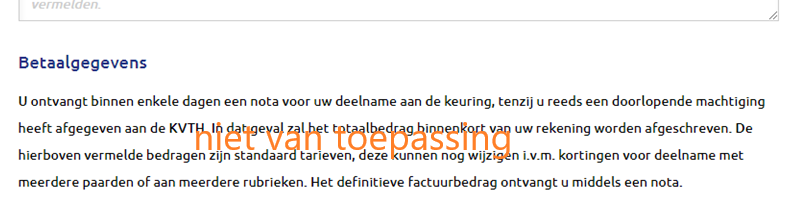 vermelden.
Betaalgegevens
U ontvangt binnen enkele dagen een nota voor uw deelname aan de keuring, tenzij u reeds een doorlopende machtiging
heeft afgegeven aan de KVTH. In dat geval zal het totaalbedrag binnenkort van uw rekening worden afgeschreven. De
niet van toepassing
hierboven vermelde bedragen zijn standaard tarieven, deze kunnen nog wijzigen i.v.m. kortingen voor deelname met
meerdere paarden of aan meerdere rubrieken. Het definitieve factuurbedrag ontvangt u middels een nota.